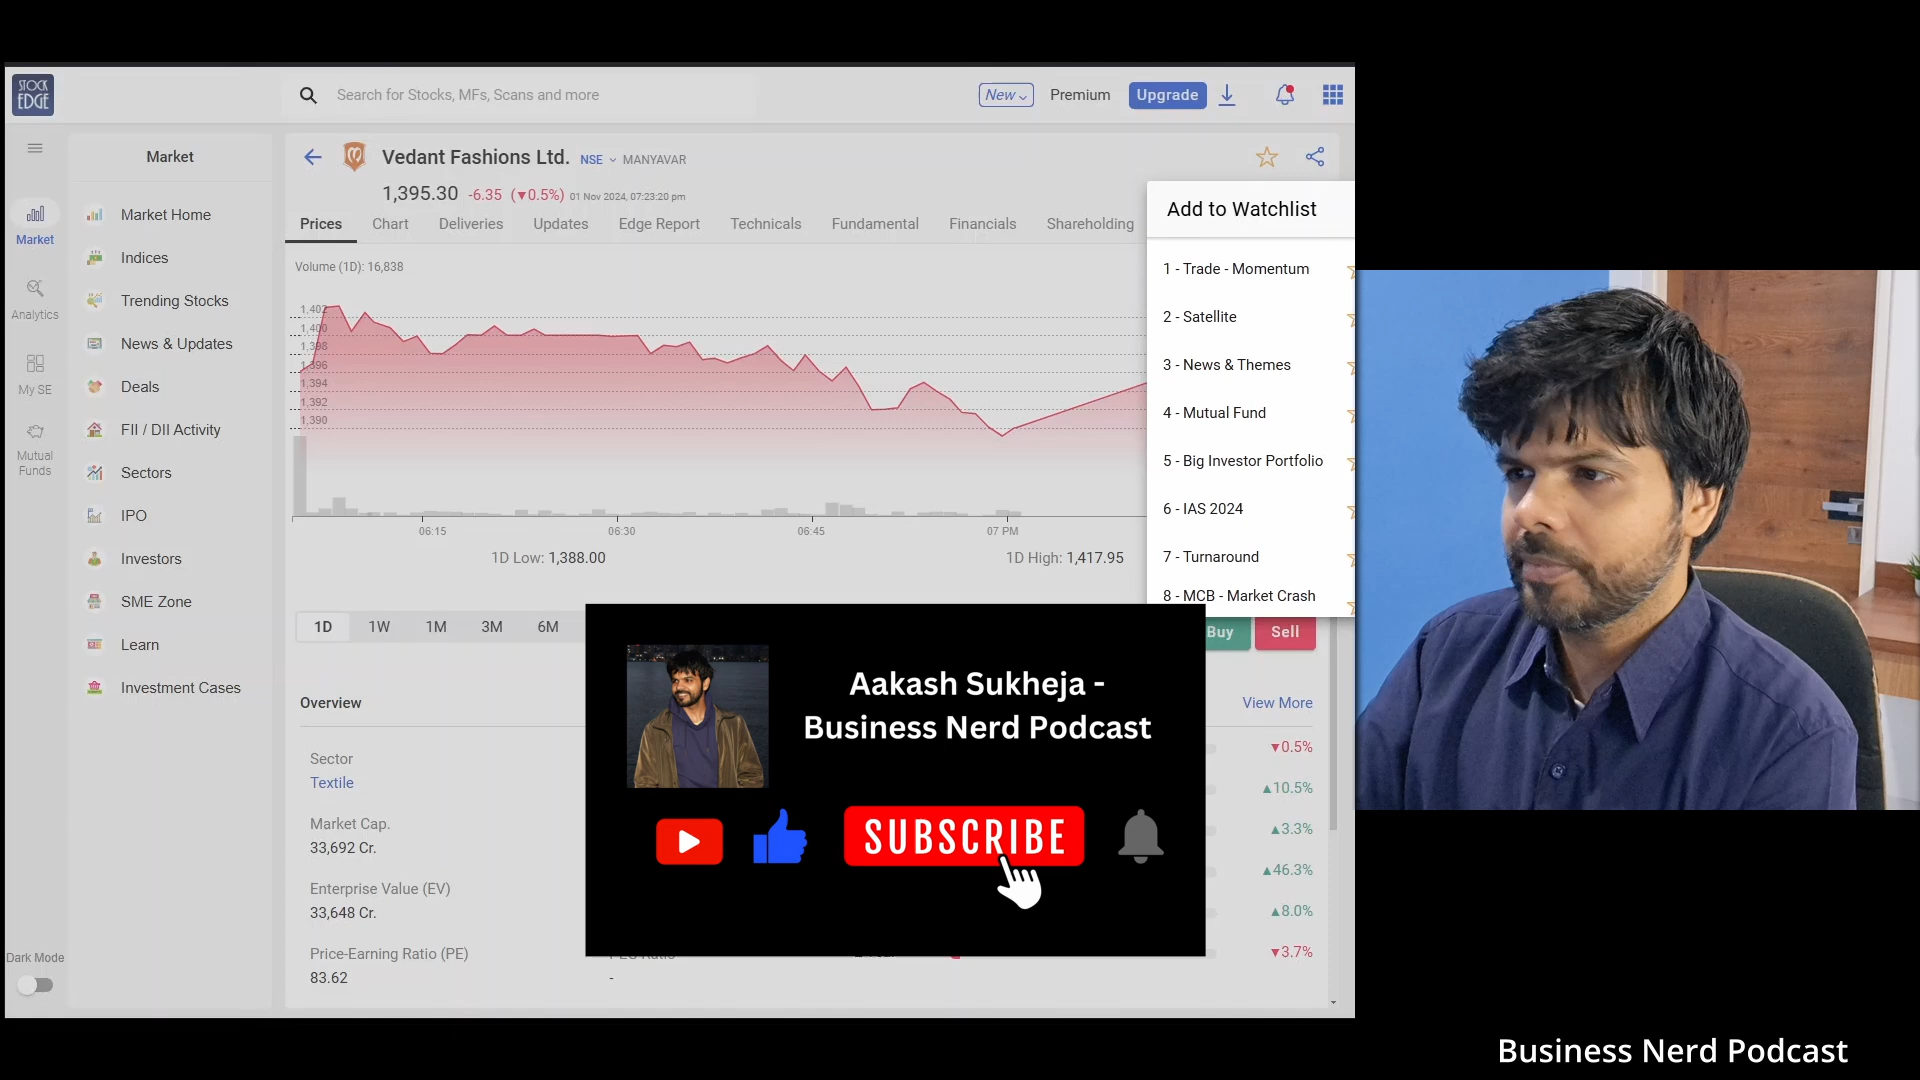 STOCK
EDGE
Search for Stocks, MFs, Scans and more
New
Premium
Upgrade
Market
Analytics
My SE
Mutual
Funds
Dark Mode
Market
Market Home
Indices
Trending Stocks
News & Updates
Deals
FII / DII Activity
Sectors
IPO
Investors
SME Zone
Learn
Investment Cases
Vedant Fashions Ltd. NSE MANYAVAR
1,395.30 -6.35 (▼0.5%) 01 Nov 2024, 07:23:20 pm
Prices Chart Deliveries Updates Edge Report Technicals Fundamental Financials Shareholding
Volume (1D): 16,838
1,402
1,400
1,398
1,396
1,394
1,392
1,390
06:15 06:30 06:45 07 PM
1D Low: 1,388.00 1D High: 1,417.95
1D 1W 1M 3M 6M
Buy Sell
Add to Watchlist
1 - Trade - Momentum
2 - Satellite
3 - News & Themes
4 - Mutual Fund
5 - Big Investor Portfolio
6 - IAS 2024
7 - Turnaround
8 - MCB - Market Crash
Overview
View More
Sector
Textile
Market Cap.
33,692 Cr.
Enterprise Value (EV)
33,648 Cr.
Price-Earning Ratio (PE)
83.62
-
▼0.5%
▲10.5%
▲3.3%
▲46.3%
▲8.0%
▼3.7%
Aakash Sukheja -
Business Nerd Podcast
SUBSCRIBE
Business Nerd Podcast